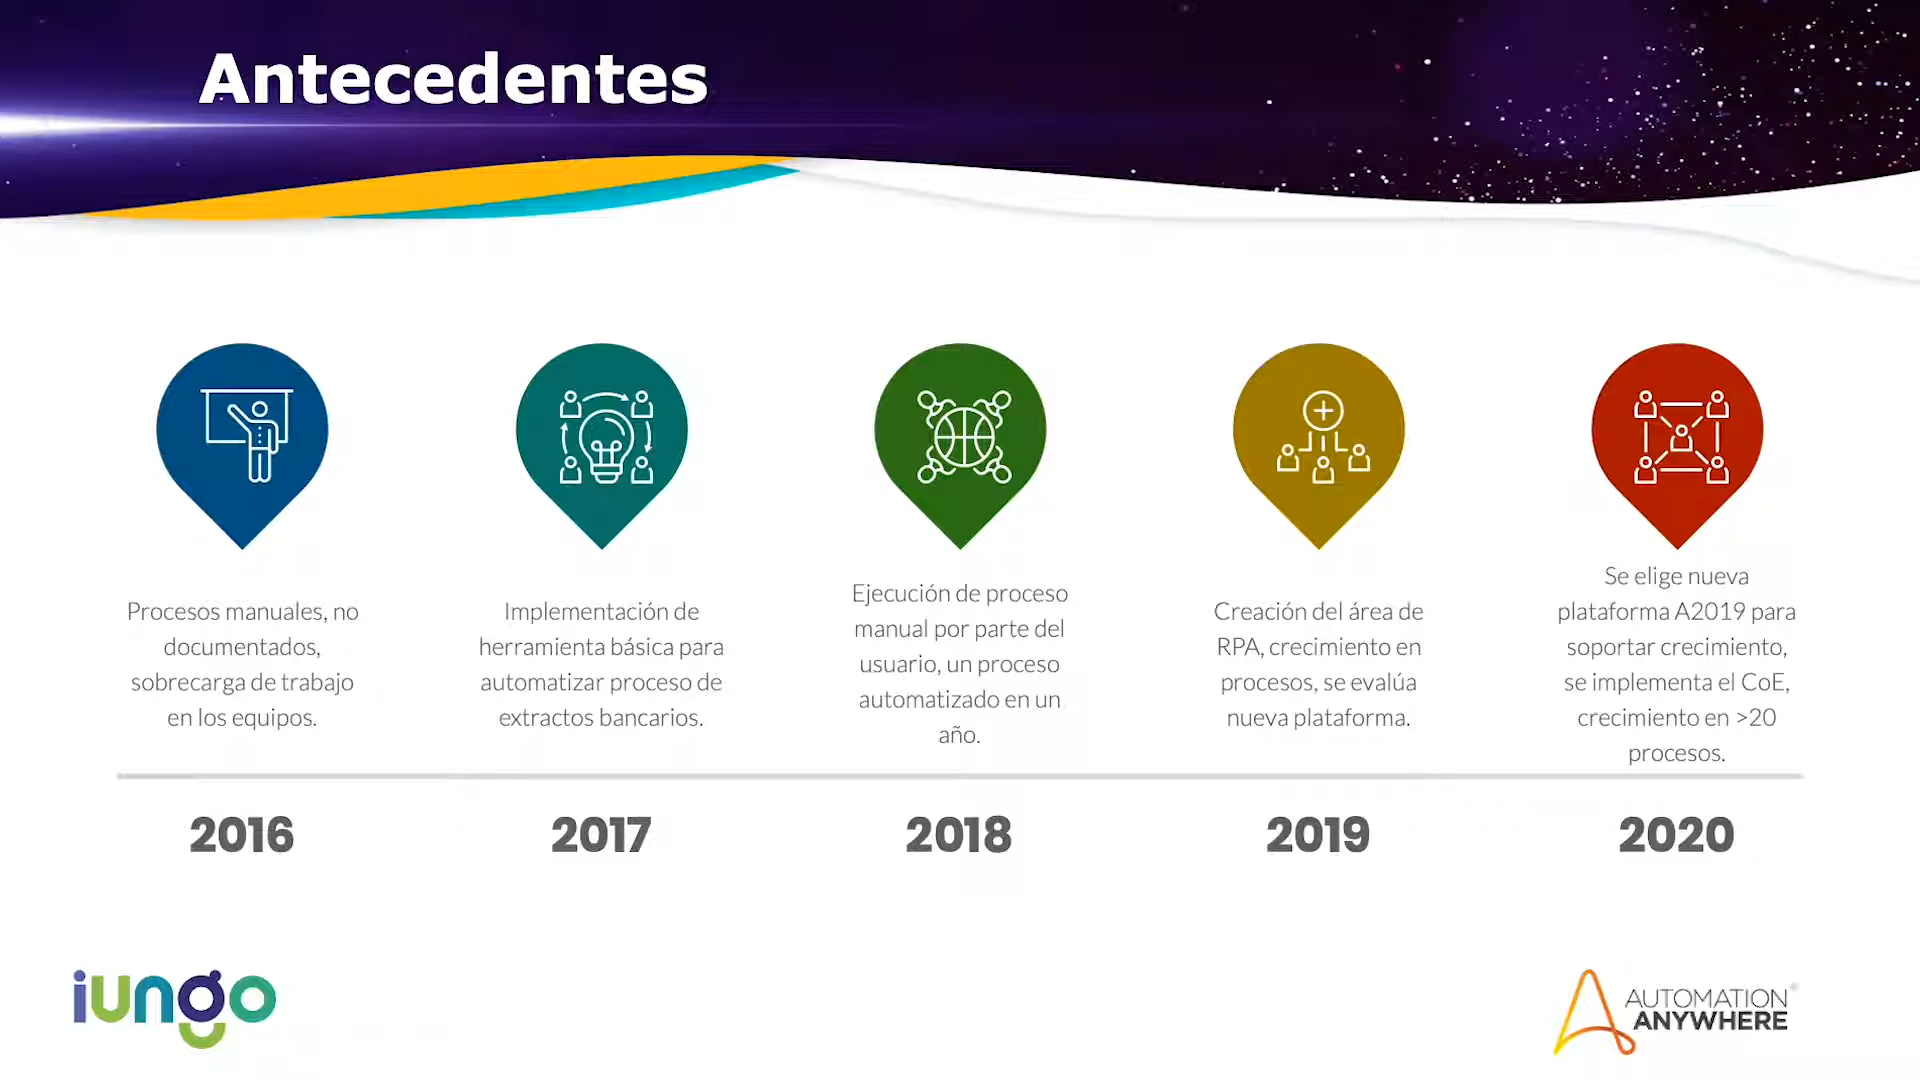 Antecedentes
Procesos manuales, no
documentados,
sobrecarga de trabajo
en los equipos.
2016
Implementación de
herramienta básica para
automatizar proceso de
extractos bancarios.
2017
Ejecución de proceso
manual por parte del
usuario, un proceso
automatizado en un
año.
2018
Creación del área de
RPA, crecimiento en
procesos, se evalúa
nueva plataforma.
2019
Se elige nueva
plataforma A2019 para
soportar crecimiento,
se implementa el CoE,
crecimiento en >20
procesos.
2020
iungo
AUTOMATION
ANYWHERE